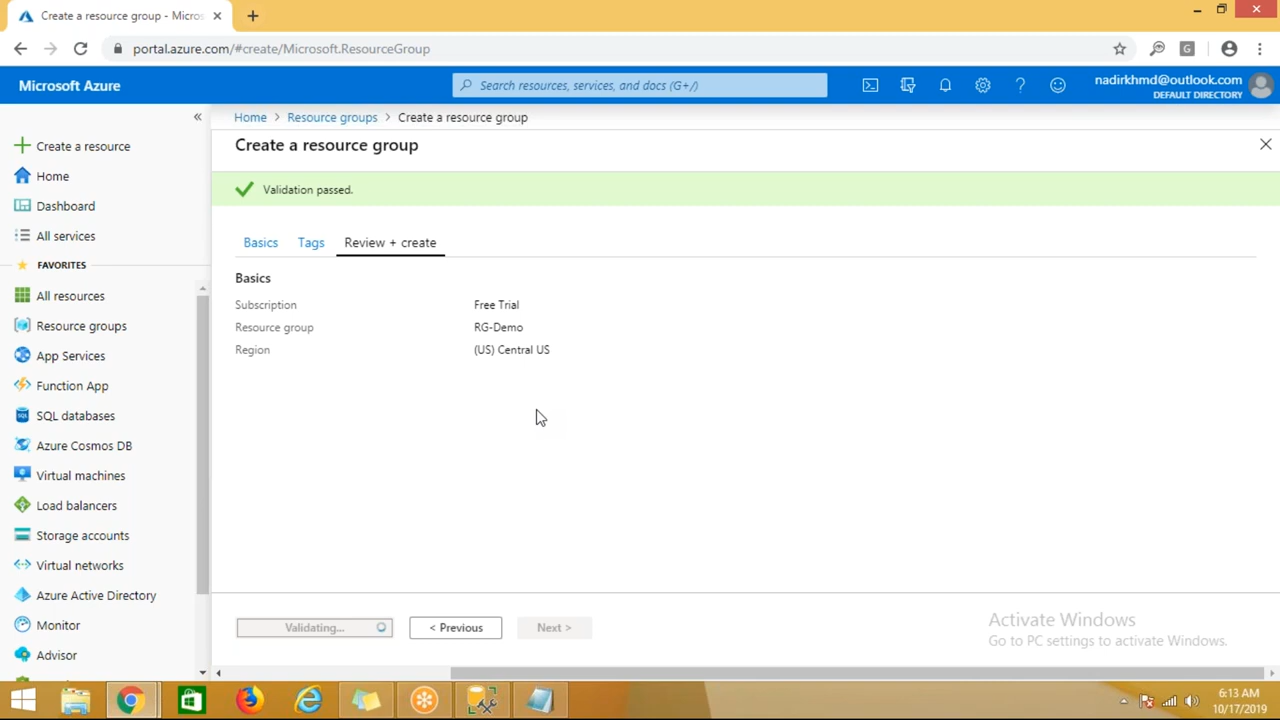 Create a resource group - Micros
portal.azure.com/#create/Microsoft.ResourceGroup
G
Microsoft Azure
Search resources, services, and docs (G+/)
nadirkhmd@outlook.com
DEFAULT DIRECTORY
Home > Resource groups > Create a resource group
Create a resource group
Validation passed.
Basics
Tags
Review + create
Basics
Subscription Free Trial
Resource group RG-Demo
Region (US) Central US
Validating...
< Previous
Next >
Create a resource
Home
Dashboard
All services
FAVORITES
All resources
Resource groups
App Services
Function App
SQL databases
Azure Cosmos DB
Virtual machines
Load balancers
Storage accounts
Virtual networks
Azure Active Directory
Monitor
Advisor
Activate Windows
Go to PC settings to activate Windows.
6:13 AM
10/17/2019